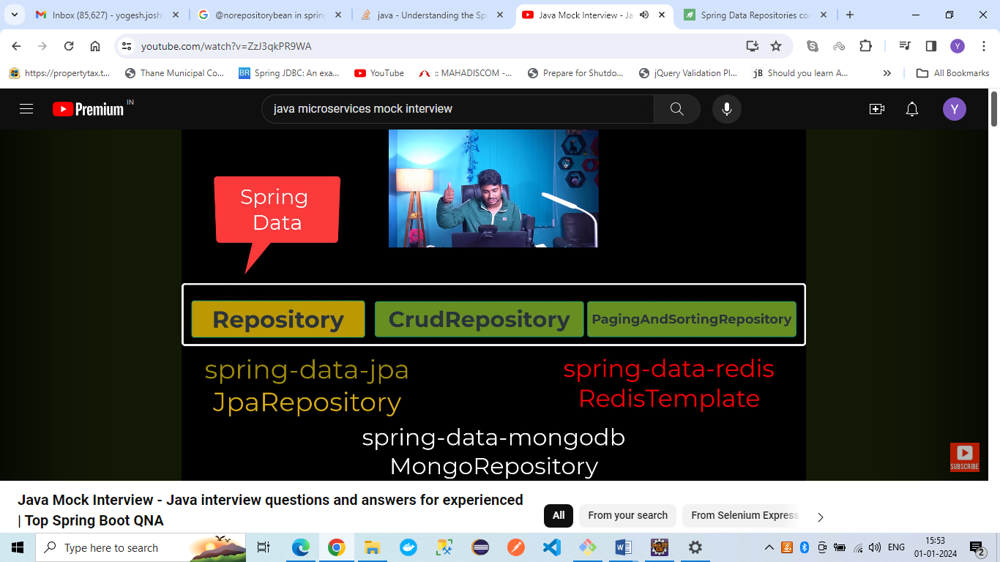 Inbox (85,627) - yogesh.joshi
@norepositorybean in spring
java - Understanding the Sp
Java Mock Interview - Ja
Spring Data Repositories co
youtube.com/watch?v=ZzJ3qkPR9WA
Y
https://propertytax.t...
Thane Municipal Co...
BR
Spring JDBC: An exa...
YouTube
:: MAHADISCOM -...
Prepare for Shutdo...
jQuery Validation Pl...
jB
Should you learn A...
»
All Bookmarks
Premium IN
java microservices mock interview
Y
Spring
Data
Repository
CrudRepository
PagingAndSortingRepository
spring-data-jpa
JpaRepository
spring-data-redis
RedisTemplate
spring-data-mongodb
MongoRepository
SUBSCRIBE
Java Mock Interview - Java interview questions and answers for experienced
| Top Spring Boot QNA
All
From your search
From Selenium Express
Type here to search
ENG
15:53
01-01-2024
2